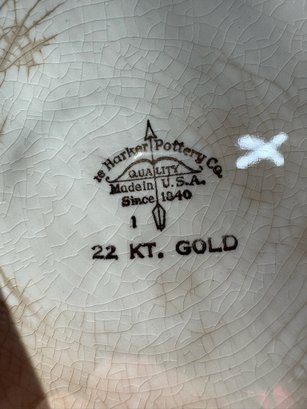 Harker Pottery Co.
QUALITY
Made in U.S.A.
Since 1840
1
22 KT. GOLD